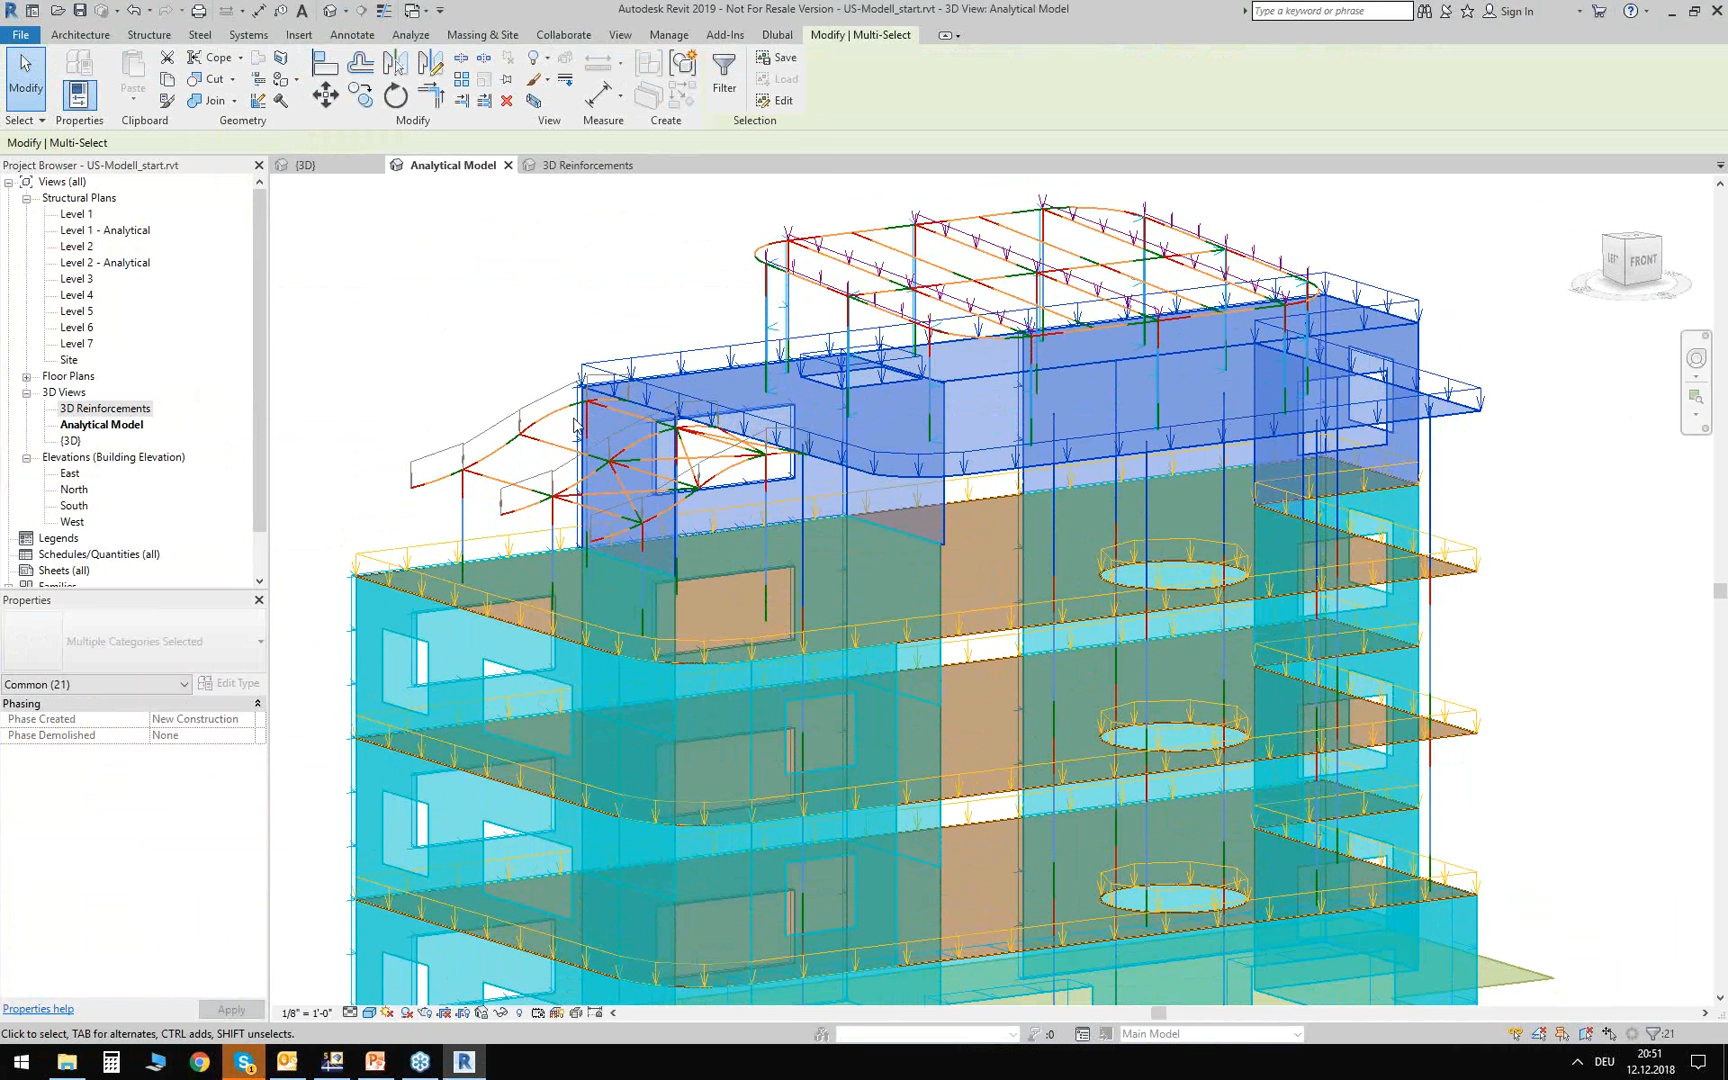 Autodesk Revit 2019 - Not For Resale Version - US-Modell_start.rvt - 3D View: Analytical Model
Type a keyword or phrase
Sign In
File Architecture Structure Steel Systems Insert Annotate Analyze Massing & Site Collaborate View Manage Add-Ins Dlubal Modify | Multi-Select
Modify
Paste
Cope
Cut
Join
Filter
Save
Load
Edit
Select Properties Clipboard Geometry Modify View Measure Create Selection
Modify | Multi-Select
Project Browser - US-Modell_start.rvt
{3D}
Analytical Model
3D Reinforcements
Views (all)
Structural Plans
Level 1
Level 1 - Analytical
Level 2
Level 2 - Analytical
Level 3
Level 4
Level 5
Level 6
Level 7
Site
Floor Plans
3D Views
3D Reinforcements
Analytical Model
{3D}
Elevations (Building Elevation)
East
North
South
West
Legends
Schedules/Quantities (all)
Sheets (all)
Families
LEFT
FRONT
Properties
Multiple Categories Selected
Common (21)
Edit Type
Phasing
Phase Created New Construction
Phase Demolished None
Properties help
Apply
1/8" = 1'-0"
Click to select, TAB for alternates, CTRL adds, SHIFT unselects.
:0
Main Model
:21
DEU
20:51
12.12.2018